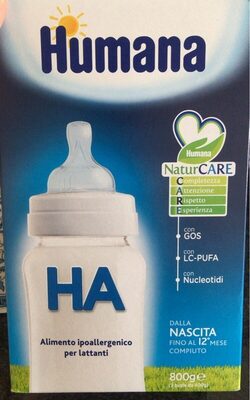 Humana
Humana
NaturCARE
Completezza
Attenzione
Rispetto
Esperienza
con
GOS
con
LC-PUFA
con
Nucleotidi
HA
Alimento ipoallergenico
per lattanti
DALLA
NASCITA
FINO AL 12° MESE
COMPIUTO
800g℮